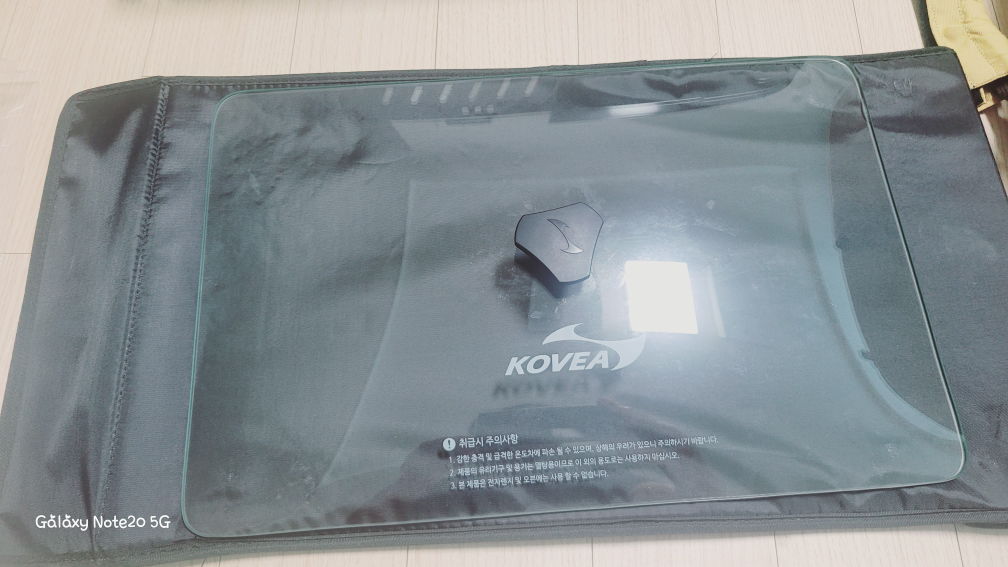 KOVEA
! 취급시 주의사항
1. 강한 충격 및 급격한 온도차에 파손 될 수 있으며, 상해의 우려가 있으니 주의하시기 바랍니다.
2. 제품의 유리기구 및 용기는 열탕용이므로 이 외의 용도로는 사용하지 마십시오.
3. 본 제품은 전자렌지 및 오븐에는 사용 할 수 없습니다.
Gålåxy Note20 5G